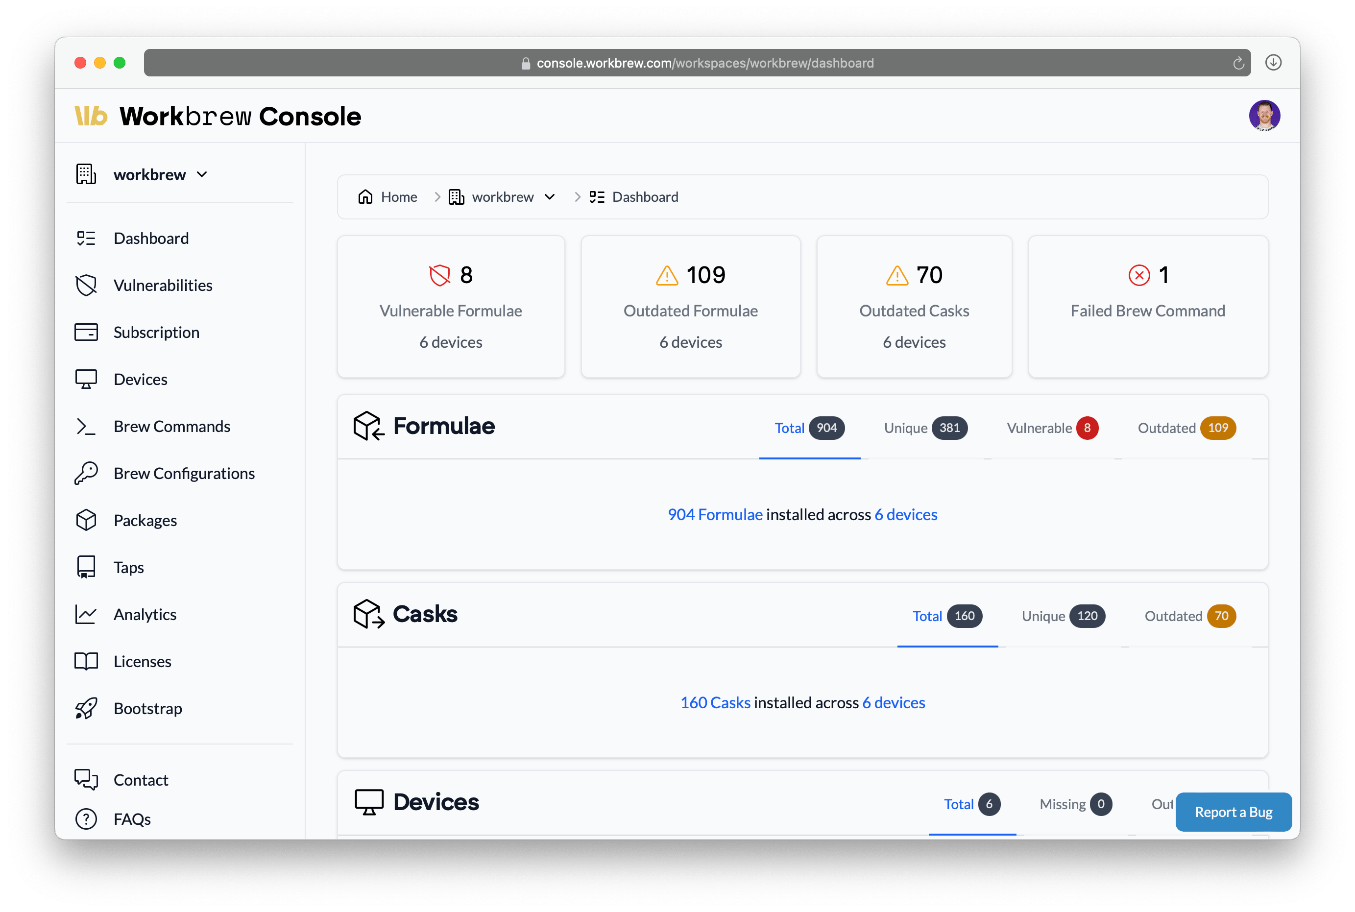 console.workbrew.com/workspaces/workbrew/dashboard
Workbrew Console
workbrew
Dashboard
Vulnerabilities
Subscription
Devices
Brew Commands
Brew Configurations
Packages
Taps
Analytics
Licenses
Bootstrap
Contact
FAQs
Home workbrew Dashboard
8
Vulnerable Formulae
6 devices
109
Outdated Formulae
6 devices
70
Outdated Casks
6 devices
1
Failed Brew Command
Formulae
Total 904 Unique 381 Vulnerable 8 Outdated 109
904 Formulae installed across 6 devices
Casks
Total 160 Unique 120 Outdated 70
160 Casks installed across 6 devices
Devices
Total 6 Missing 0 Out
Report a Bug